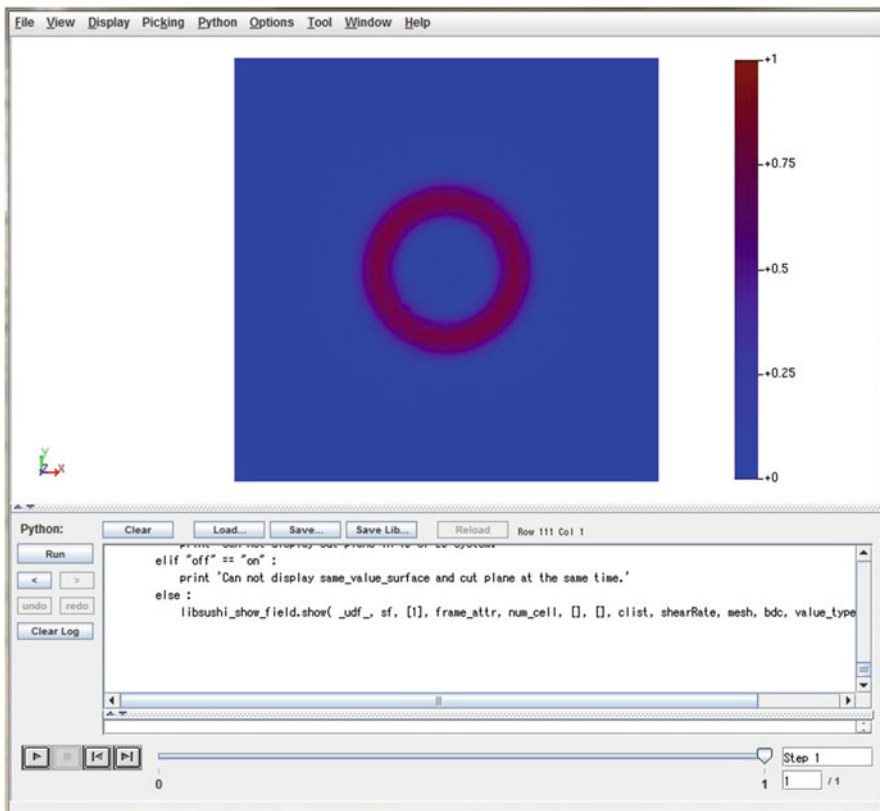 File View Display Picking Python Options Tool Window Help
+1
+0.75
+0.5
+0.25
+0
y
z x
Python: Clear Load... Save... Save Lib... Reload Row 111 Col 1
Run
< >
undo redo
Clear Log
elif "off" == "on" :
print 'Can not display same_value_surface and cut plane at the same time.'
else :
libsushi_show_field.show( _udf_, sf, [1], frame_attr, num_cell, [], [], clist, shearRate, mesh, bdc, value_type
Step 1
0 1 1 / 1